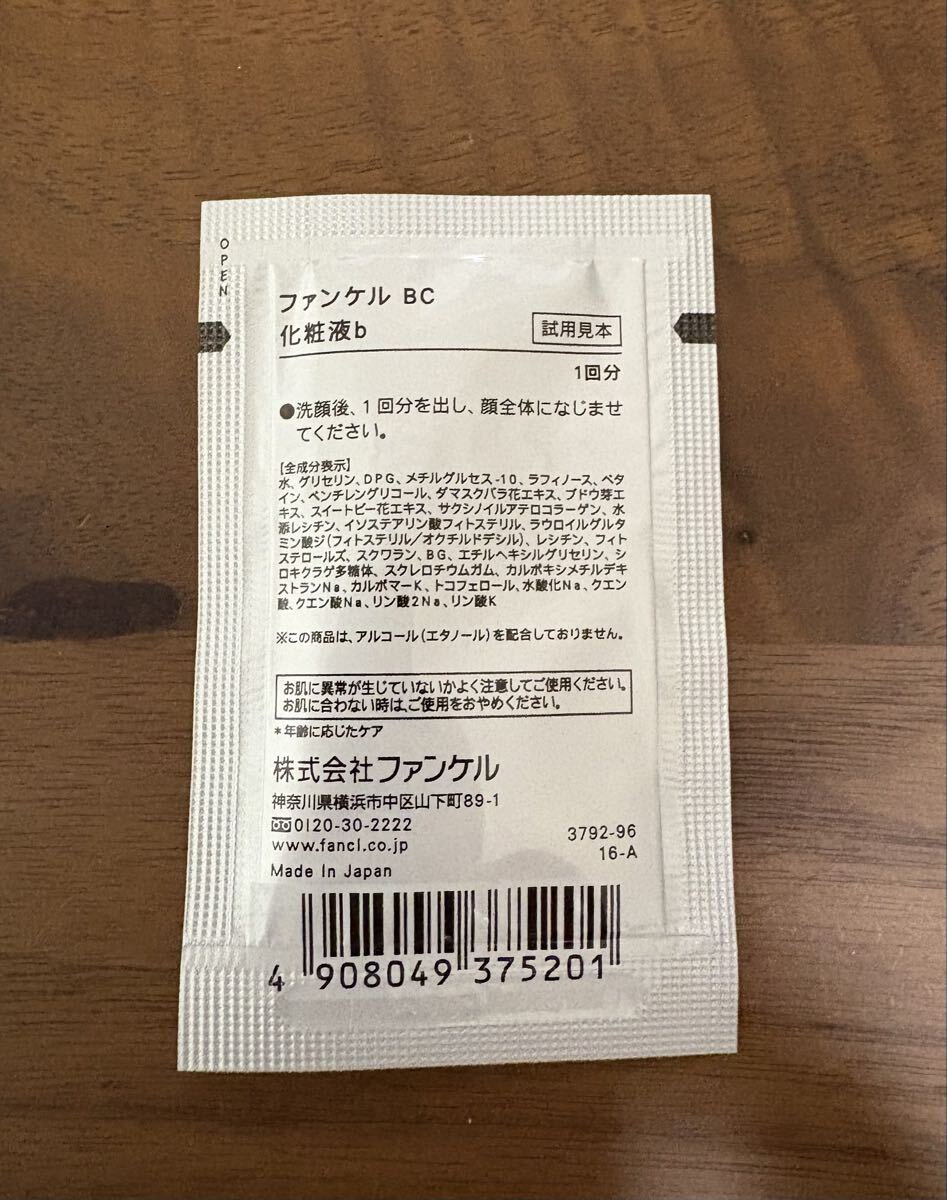 OPEN
ファンケル BC
化粧液b
試用見本
1回分
●洗顔後、1回分を出し、顔全体になじませ
てください。
[全成分表示]
水、グリセリン、DPG、メチルグルセス-10、ラフィノース、ベタ
イン、ペンチレングリコール、ダマスクバラ花エキス、ブドウ芽エ
キス、スイートピー花エキス、サクシノイルアテロコラーゲン、水
添レシチン、イソステアリン酸フィトステリル、ラウロイルグルタ
ミン酸ジ(フィトステリル/オクチルドデシル)、レシチン、フィト
ステロールズ、スクワラン、BG、エチルヘキシルグリセリン、シ
ロキクラゲ多糖体、スクレロチウムガム、カルボキシメチルデキ
ストランNa、カルボマーK、トコフェロール、水酸化Na、クエン
酸、クエン酸Na、リン酸2Na、リン酸K
※この商品は、アルコール(エタノール)を配合しておりません。
お肌に異常が生じていないかよく注意してご使用ください。
お肌に合わない時は、ご使用をおやめください。
*年齢に応じたケア
株式会社ファンケル
神奈川県横浜市中区山下町89-1
0120-30-2222
www.fancl.co.jp
Made In Japan
3792-96
16-A
4 908049 375201